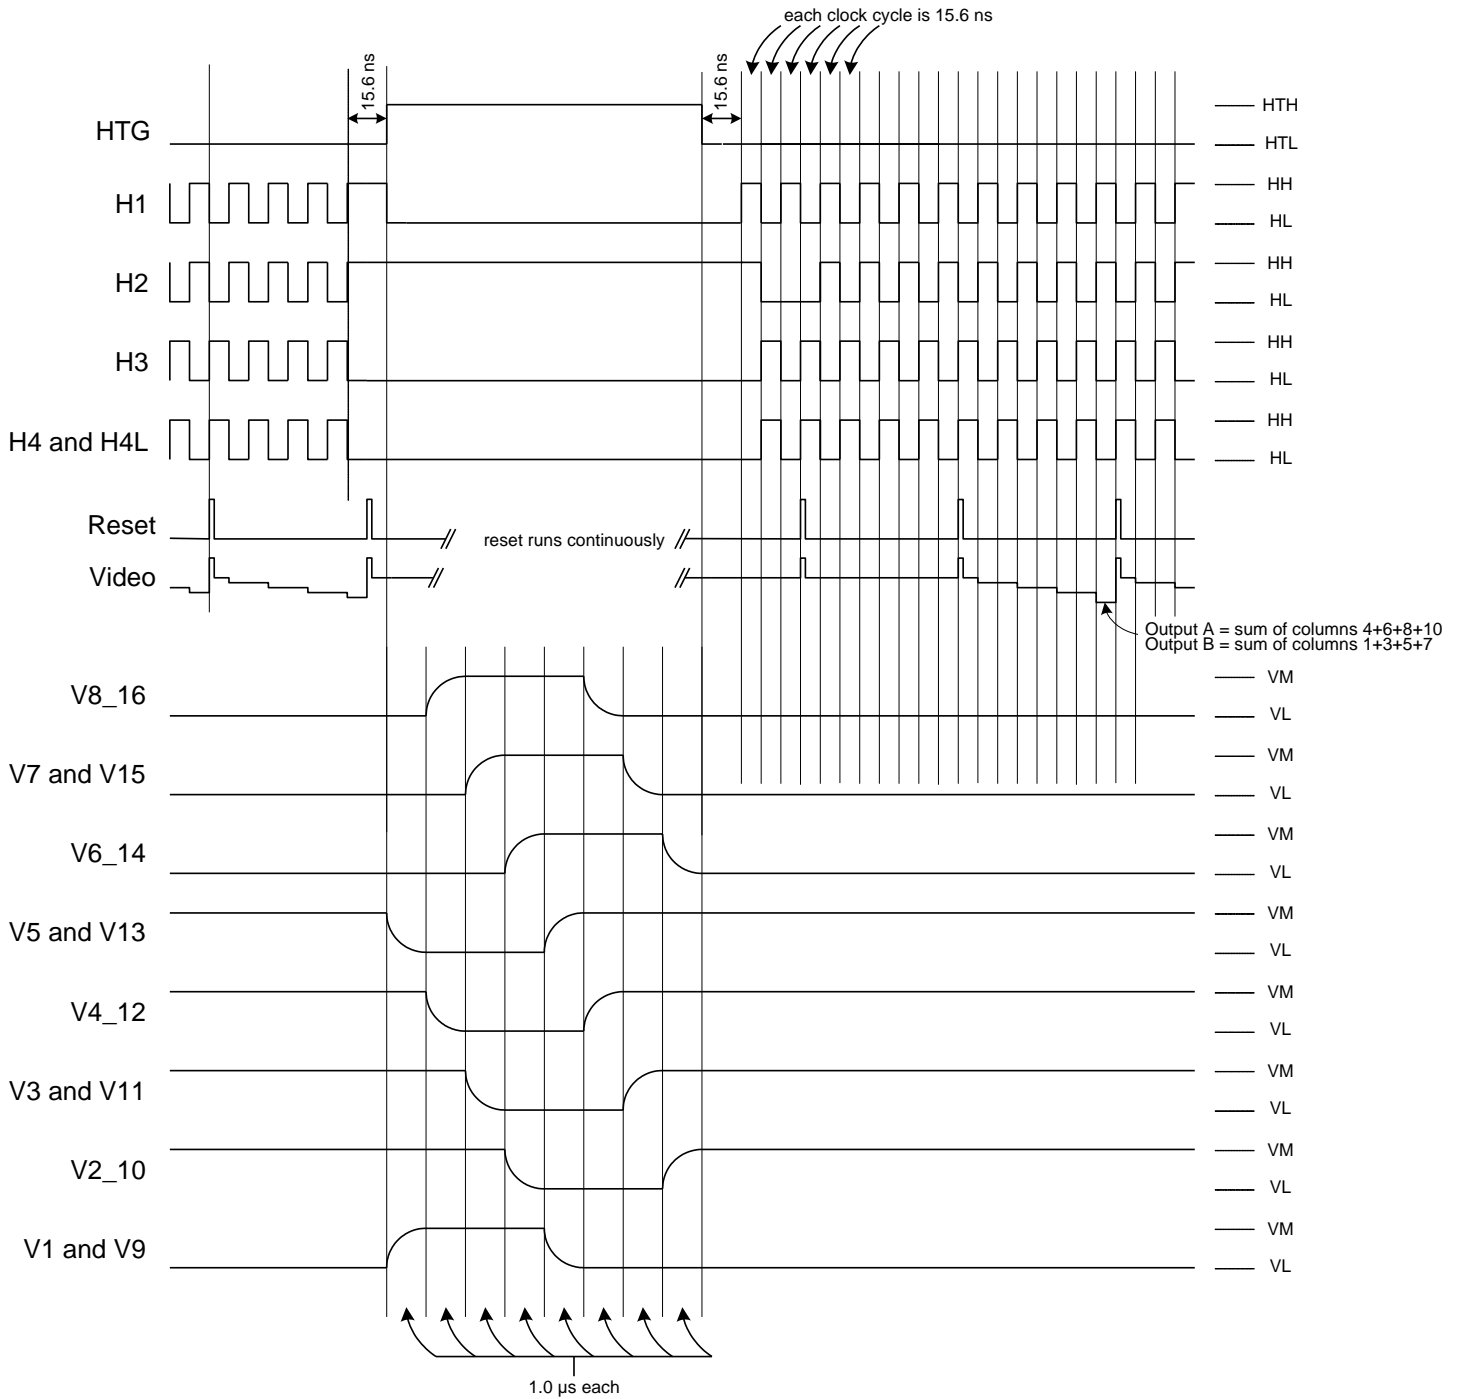 each clock cycle is 15.6 ns
15.6 ns
15.6 ns
HTG
HTH
HTL
H1
HH
HL
H2
HH
HL
H3
HH
HL
H4 and H4L
HH
HL
Reset
reset runs continuously
Video
Output A = sum of columns 4+6+8+10
Output B = sum of columns 1+3+5+7
V8_16
VM
VL
V7 and V15
VM
VL
V6_14
VM
VL
V5 and V13
VM
VL
V4_12
VM
VL
V3 and V11
VM
VL
V2_10
VM
VL
V1 and V9
VM
VL
1.0 µs each